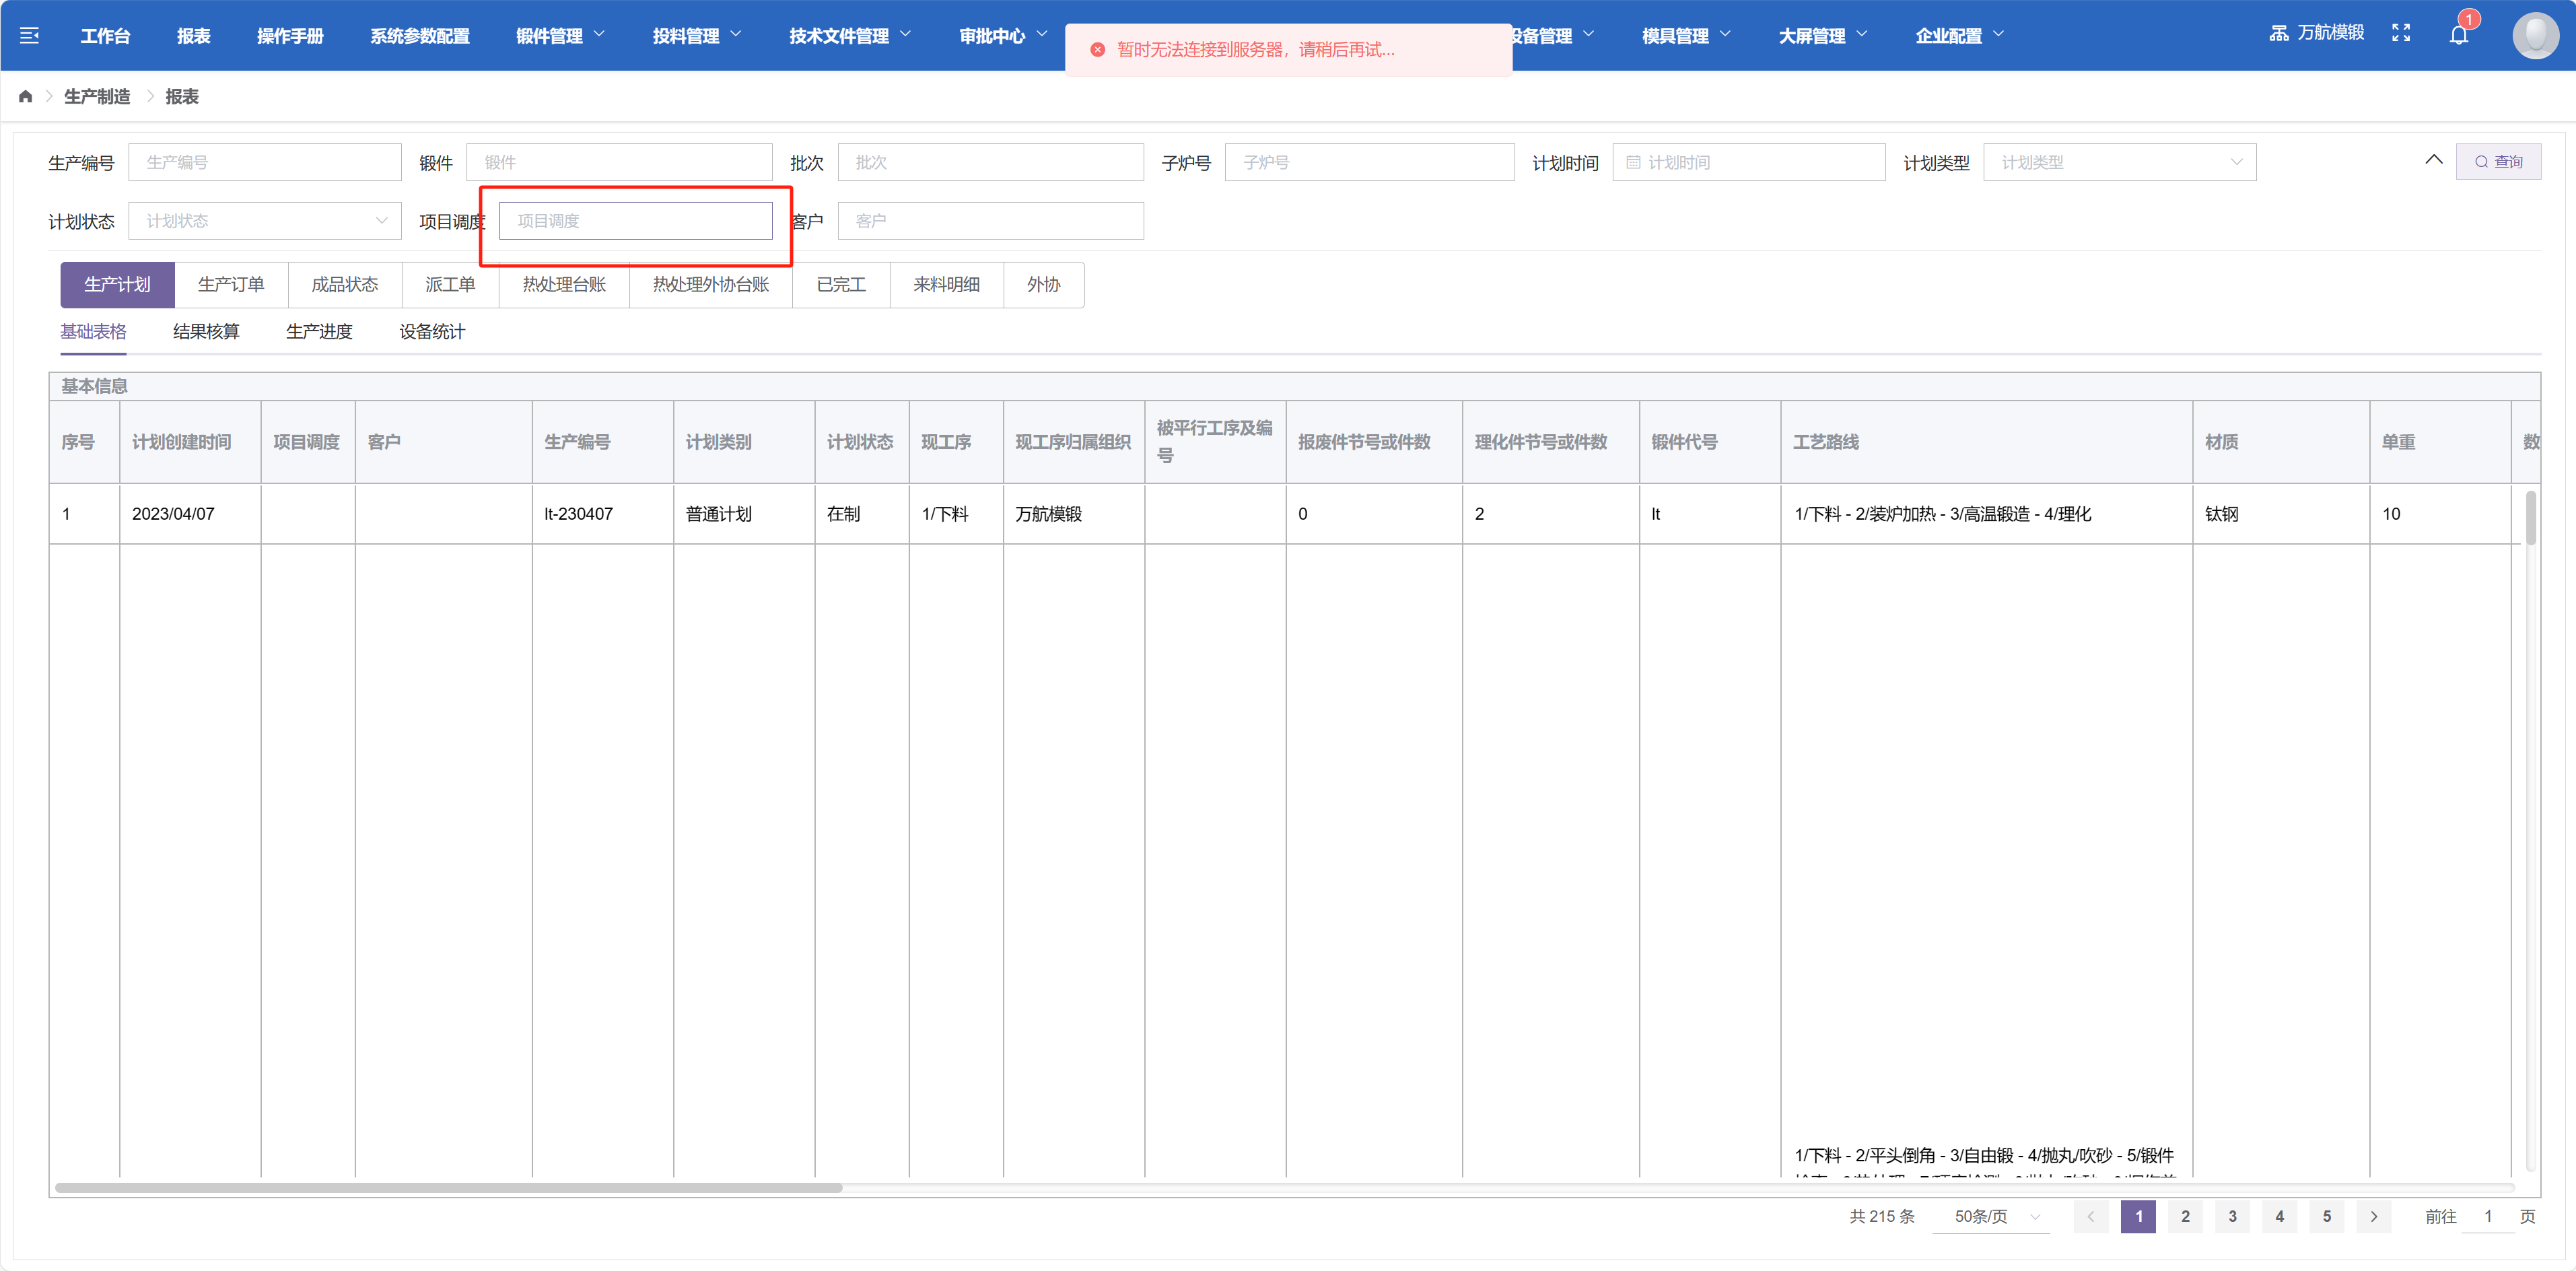 工作台 报表 操作手册 系统参数配置 锻件管理 投料管理 技术文件管理 审批中心 设备管理 模具管理 大屏管理 企业配置 万航模锻 1
暂时无法连接到服务器，请稍后再试...
生产制造 报表
生产编号 生产编号 锻件 锻件 批次 批次 子炉号 子炉号 计划时间 计划时间 计划类型 计划类型 查询
计划状态 计划状态 项目调度 项目调度 客户 客户
生产计划 生产订单 成品状态 派工单 热处理台账 热处理外协台账 已完工 来料明细 外协
基础表格 结果核算 生产进度 设备统计
基本信息
序号 计划创建时间 项目调度 客户 生产编号 计划类别 计划状态 现工序 现工序归属组织 被平行工序及编号 报废件节号或件数 理化件节号或件数 锻件代号 工艺路线 材质 单重 数
1 2023/04/07 lt-230407 普通计划 在制 1/下料 万航模锻 0 2 lt 1/下料 - 2/装炉加热 - 3/高温锻造 - 4/理化 钛钢 10
1/下料 - 2/平头倒角 - 3/自由锻 - 4/抛丸/吹砂 - 5/锻件
共 215 条 50条/页 1 2 3 4 5 前往 1 页